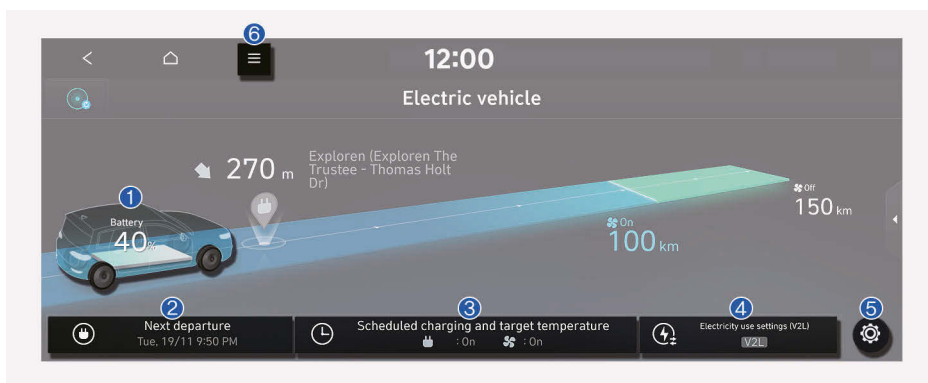 6
12:00
Electric vehicle
270 m
Exploren (Exploren The
Trustee - Thomas Holt
Dr)
1
Battery
40%
Off
150 km
On
100 km
2
Next departure
Tue, 19/11 9:50 PM
3
Scheduled charging and target temperature
: On : On
4
Electricity use settings (V2L)
V2L
5